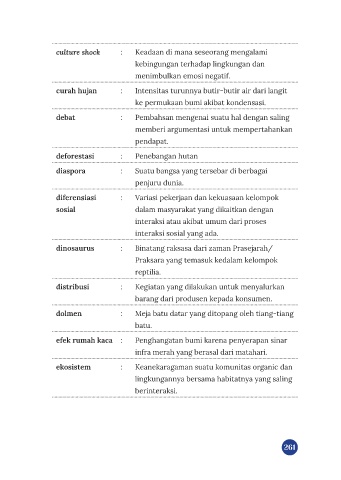 culture shock : Keadaan di mana seseorang mengalami
kebingungan terhadap lingkungan dan
menimbulkan emosi negatif.
curah hujan : Intensitas turunnya butir-butir air dari langit
ke permukaan bumi akibat kondensasi.
debat : Pembahsan mengenai suatu hal dengan saling
memberi argumentasi untuk mempertahankan
pendapat.
deforestasi : Penebangan hutan
diaspora : Suatu bangsa yang tersebar di berbagai
penjuru dunia.
diferensiasi : Variasi pekerjaan dan kekuasaan kelompok
sosial dalam masyarakat yang dikaitkan dengan
interaksi atau akibat umum dari proses
interaksi sosial yang ada.
dinosaurus : Binatang raksasa dari zaman Prasejarah/
Praksara yang temasuk kedalam kelompok
reptilia.
distribusi : Kegiatan yang dilakukan untuk menyalurkan
barang dari produsen kepada konsumen.
dolmen : Meja batu datar yang ditopang oleh tiang-tiang
batu.
efek rumah kaca : Penghangatan bumi karena penyerapan sinar
infra merah yang berasal dari matahari.
ekosistem : Keanekaragaman suatu komunitas organic dan
lingkungannya bersama habitatnya yang saling
berinteraksi.
261